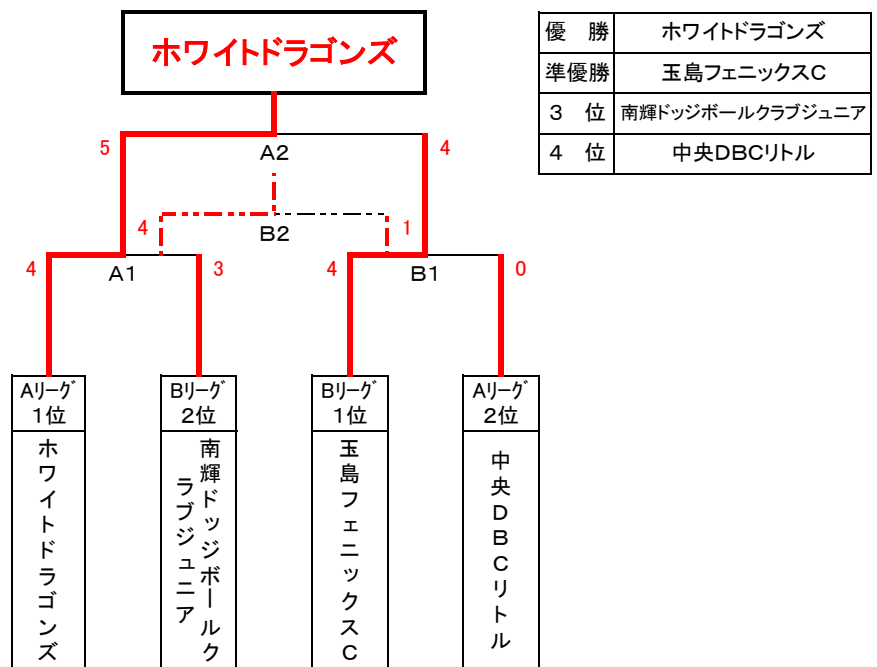 ホワイトドラゴンズ
優　勝 ホワイトドラゴンズ
準優勝 玉島フェニックスC
３　位 南輝ドッジボールクラブジュニア
４　位 中央DBCリトル
5 A2 4
4 B2 1
4 A1 3
4 B1 0
Aリーグ
1位
Bリーグ
2位
Bリーグ
1位
Aリーグ
2位
ホワイトドラゴンズ
南輝ドッジボールク
ラブジュニア
玉島フェニックスC
中央DBCリトル